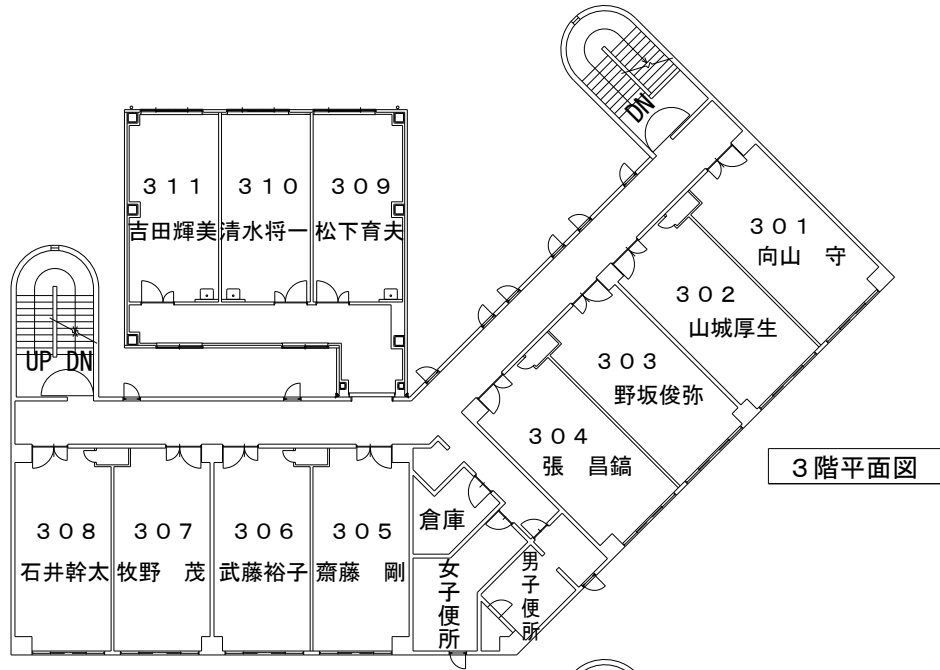 DN
311
310
309
吉田輝美
清水将一
松下育夫
301
向山　守
302
山城厚生
303
野坂俊弥
304
張　昌鎬
UP DN
3階平面図
308
石井幹太
307
牧野　茂
306
武藤裕子
305
齋藤　剛
倉庫
女子便所
男子便所